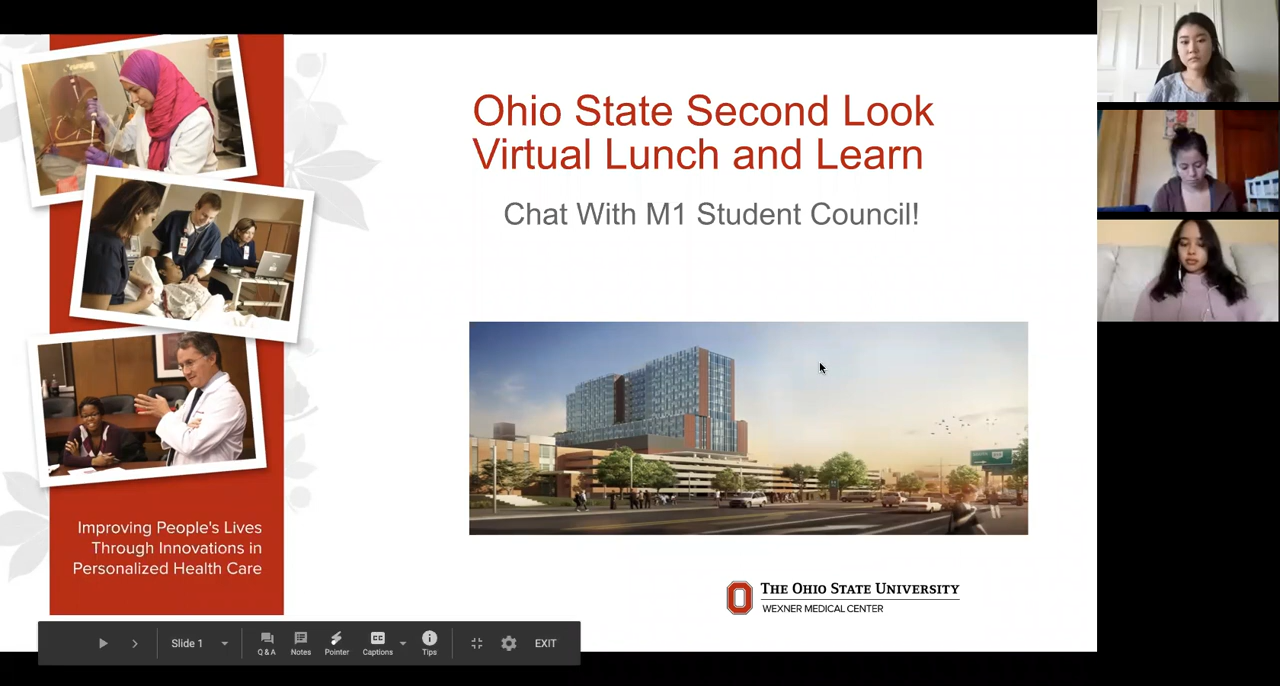 Ohio State Second Look
Virtual Lunch and Learn
Chat With M1 Student Council!
Improving People's Lives
Through Innovations in
Personalized Health Care
THE OHIO STATE UNIVERSITY
WEXNER MEDICAL CENTER
Slide 1
Q & A
Notes
Pointer
CC
Captions
Tips
EXIT